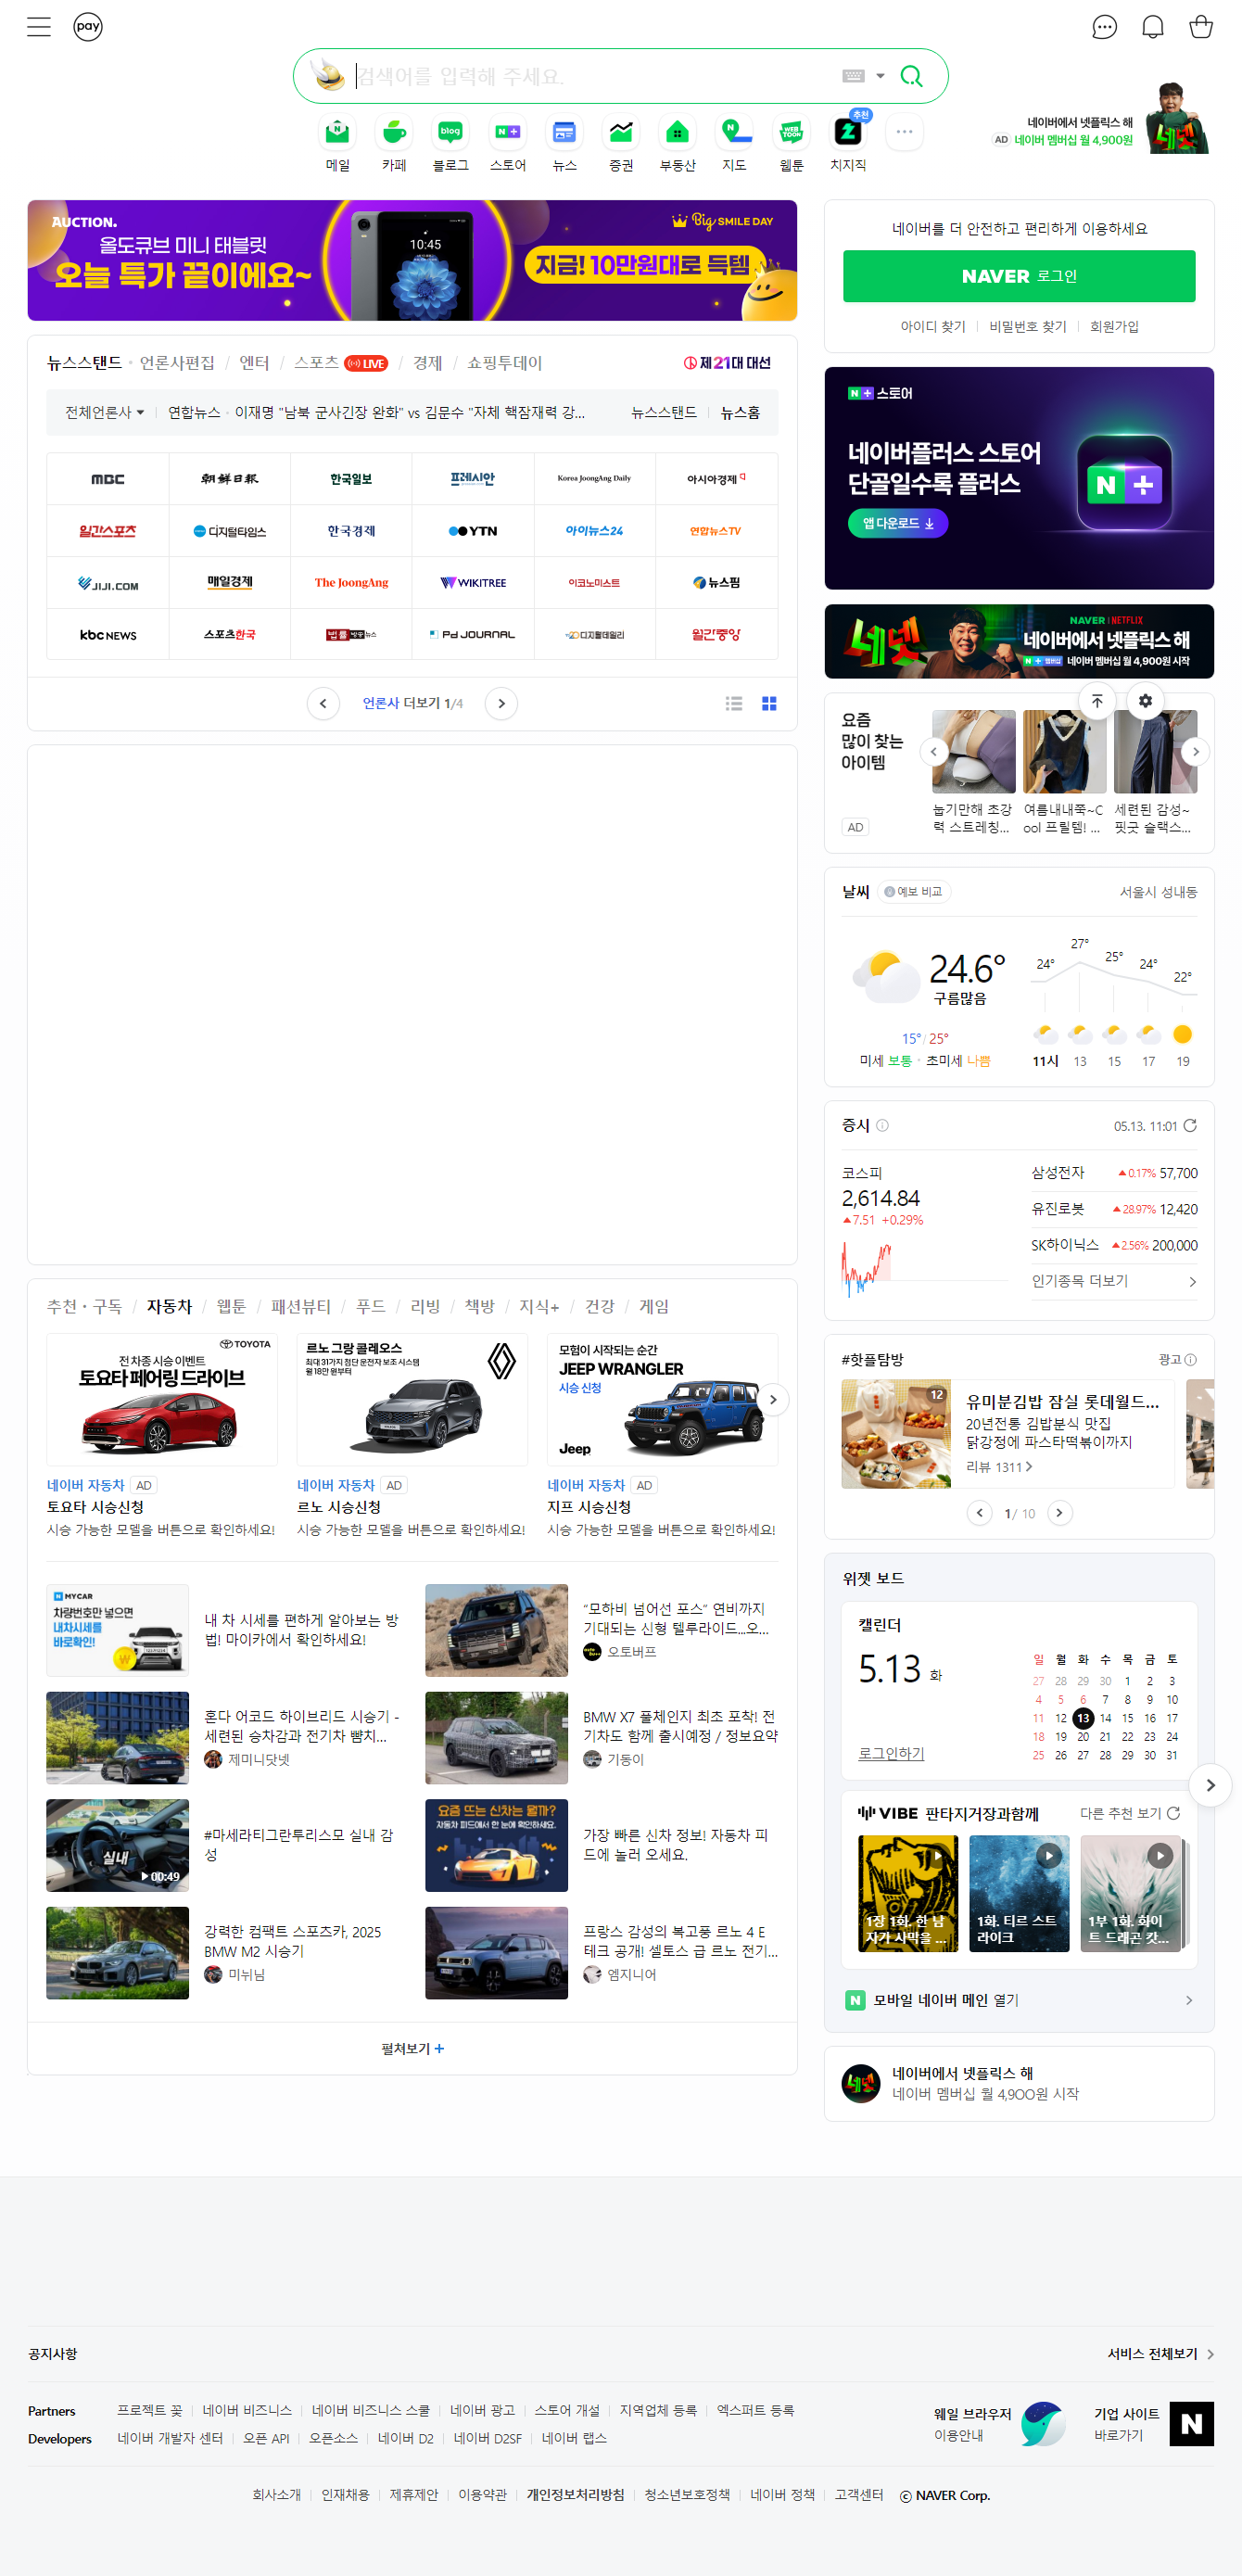 pay
검색어를 입력해 주세요.
메일
카페
blog
블로그
N+
스토어
뉴스
증권
부동산
지도
WEB TOON
웹툰
추천
치지직
네이버에서 넷플릭스 해
AD 네이버 멤버십 월 4,900원
네넷
AUCTION.
올도큐브 미니 태블릿
오늘 특가 끝이에요~
10:45
Big SMILE DAY
지금! 10만원대로 득템
네이버를 더 안전하고 편리하게 이용하세요
NAVER 로그인
아이디 찾기
비밀번호 찾기
회원가입
뉴스스탠드 · 언론사편집 / 엔터 / 스포츠 LIVE / 경제 / 쇼핑투데이
제21대 대선
전체언론사
연합뉴스 · 이재명 "남북 군사긴장 완화" vs 김문수 "자체 핵잠재력 강...
뉴스스탠드
뉴스홈
MBC
朝鮮日報
한국일보
프레시안
Korea JoongAng Daily
아시아경제
일간스포츠
디지털타임스
한국경제
YTN
아이뉴스24
연합뉴스TV
JIJI.COM
매일경제
The JoongAng
WIKITREE
이코노미스트
뉴스핌
kbc NEWS
스포츠한국
법률방송뉴스
Pd JOURNAL
디지털데일리
월간중앙
언론사 더보기 1/4
N+ 스토어
네이버플러스 스토어
단골일수록 플러스
앱 다운로드
N +
네넷
NAVER | NETFLIX
네이버에서 넷플릭스 해
N+ 멤버십 네이버 멤버십 월 4,900원 시작
요즘
많이 찾는
아이템
AD
눕기만해 초강
력 스트레칭...
여름내내쭉~C
ool 프릴템! ...
세련된 감성~
핏굿 슬랙스...
날씨
예보 비교
서울시 성내동
24.6°
구름많음
15° / 25°
미세 보통 · 초미세 나쁨
24°
27°
25°
24°
22°
11시
13
15
17
19
증시
05.13. 11:01
코스피
2,614.84
7.51 +0.29%
삼성전자 0.17% 57,700
유진로봇 28.97% 12,420
SK하이닉스 2.56% 200,000
인기종목 더보기
추천·구독 / 자동차 / 웹툰 / 패션뷰티 / 푸드 / 리빙 / 책방 / 지식+ / 건강 / 게임
TOYOTA
전 차종 시승 이벤트
토요타 페어링 드라이브
네이버 자동차 AD
토요타 시승신청
시승 가능한 모델을 버튼으로 확인하세요!
르노 그랑 콜레오스
최대 31가지 첨단 운전자 보조 시스템
월 18만 원부터
네이버 자동차 AD
르노 시승신청
시승 가능한 모델을 버튼으로 확인하세요!
모험이 시작되는 순간
JEEP WRANGLER
시승 신청
Jeep
네이버 자동차 AD
지프 시승신청
시승 가능한 모델을 버튼으로 확인하세요!
MYCAR
차량번호만 넣으면
내차시세를
바로확인!
내 차 시세를 편하게 알아보는 방
법! 마이카에서 확인하세요!
“모하비 넘어선 포스” 연비까지
기대되는 신형 텔루라이드...오...
오토버프
혼다 어코드 하이브리드 시승기 -
세련된 승차감과 전기차 뺨치...
제미니닷넷
BMW X7 풀체인지 최초 포착! 전
기차도 함께 출시예정 / 정보요약
기동이
실내
00:49
#마세라티그란투리스모 실내 감
성
요즘 뜨는 신차는 뭘까?
자동차 피드에서 한 눈에 확인하세요.
가장 빠른 신차 정보! 자동차 피
드에 놀러 오세요.
강력한 컴팩트 스포츠카, 2025
BMW M2 시승기
미뉘님
프랑스 감성의 복고풍 르노 4 E
테크 공개! 셀토스 급 르노 전기...
엠지니어
펼쳐보기 +
#핫플탐방
광고
12
유미분김밥 잠실 롯데월드...
20년전통 김밥분식 맛집
닭강정에 파스타떡볶이까지
리뷰 1311
1/ 10
위젯 보드
캘린더
5.13 화
로그인하기
일 월 화 수 목 금 토
27 28 29 30 1 2 3
4 5 6 7 8 9 10
11 12 13 14 15 16 17
18 19 20 21 22 23 24
25 26 27 28 29 30 31
VIBE 판타지거장과함께
다른 추천 보기
1장 1화. 한 남
자가 사막을 ...
1화. 티르 스트
라이크
1부 1화. 화이
트 드래곤 캇...
모바일 네이버 메인 열기
네넷
네이버에서 넷플릭스 해
네이버 멤버십 월 4,900원 시작
공지사항
서비스 전체보기
Partners 프로젝트 꽃 네이버 비즈니스 네이버 비즈니스 스쿨 네이버 광고 스토어 개설 지역업체 등록 엑스퍼트 등록
Developers 네이버 개발자 센터 오픈 API 오픈소스 네이버 D2 네이버 D2SF 네이버 랩스
웨일 브라우저
이용안내
기업 사이트
바로가기
N
회사소개 인재채용 제휴제안 이용약관 개인정보처리방침 청소년보호정책 네이버 정책 고객센터 ⓒ NAVER Corp.